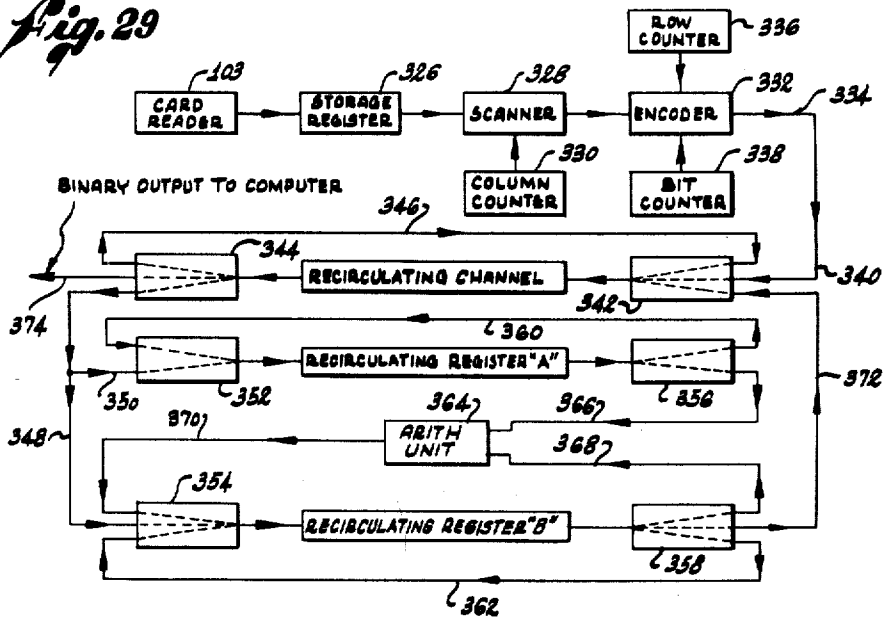 Fig. 29
ROW
COUNTER
336
103
326
328
332
334
CARD
READER
STORAGE
REGISTER
SCANNER
ENCODER
330
338
COLUMN
COUNTER
BIT
COUNTER
BINARY OUTPUT TO COMPUTER
346
344
RECIRCULATING CHANNEL
342
340
374
360
RECIRCULATING REGISTER "A"
350
352
356
372
364
366
370
348
ARITH
UNIT
368
354
RECIRCULATING REGISTER "B"
358
362